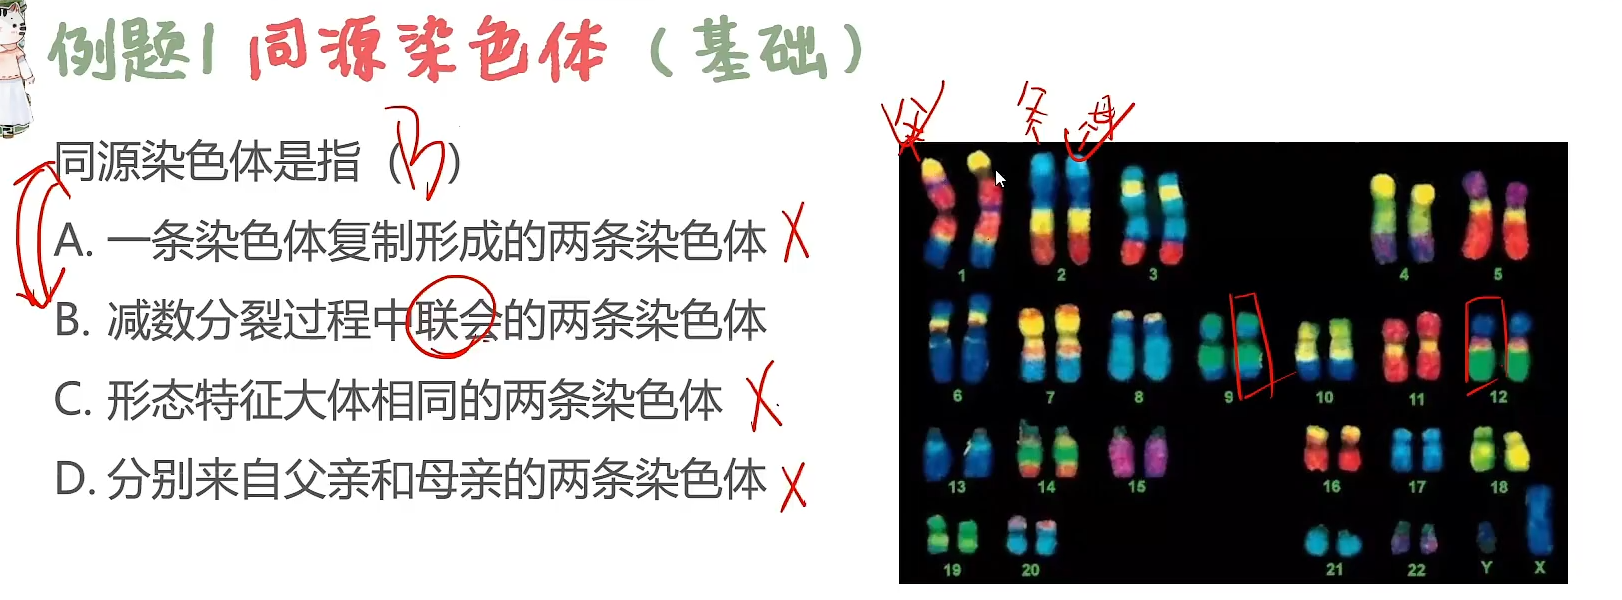 例题1 同源染色体（基础）
父 条 母
同源染色体是指（B）
A. 一条染色体复制形成的两条染色体 X
B. 减数分裂过程中联会的两条染色体
C. 形态特征大体相同的两条染色体 X
D. 分别来自父亲和母亲的两条染色体 X
1 2 3 4 5
6 7 8 9 10 11 12
13 14 15 16 17 18
19 20 21 22 Y X